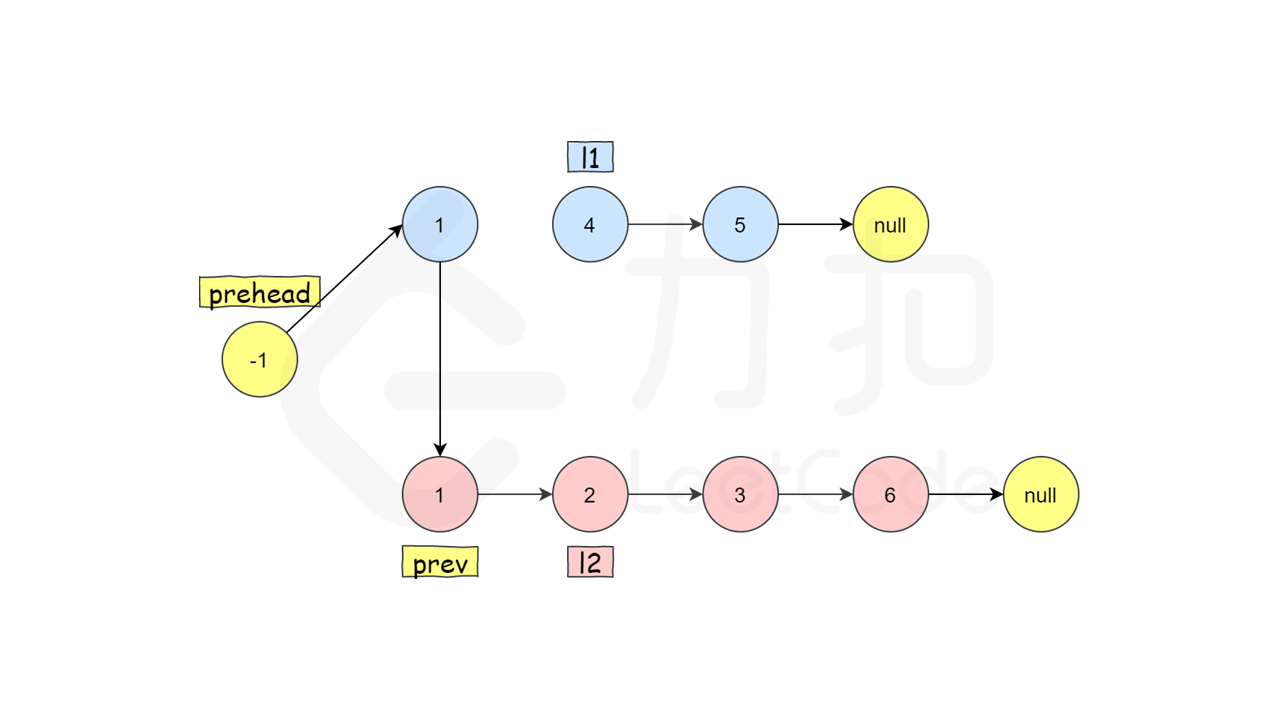 l1
1
4
5
null
prehead
-1
力扣
LeetCode
1
2
3
6
null
prev
l2